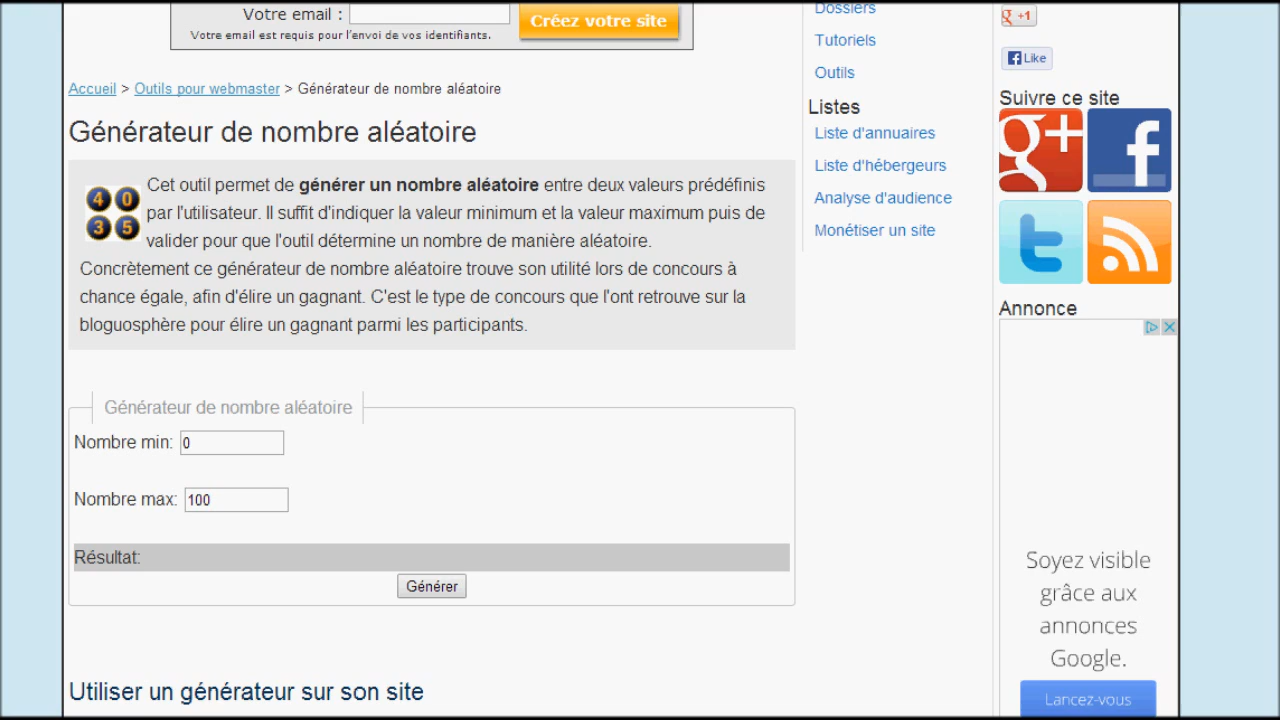 Votre email :
Créez votre site
Votre email est requis pour l'envoi de vos identifiants.
Accueil > Outils pour webmaster > Générateur de nombre aléatoire
Générateur de nombre aléatoire
4 0
3 5
Cet outil permet de générer un nombre aléatoire entre deux valeurs prédéfinis
par l'utilisateur. Il suffit d'indiquer la valeur minimum et la valeur maximum puis de
valider pour que l'outil détermine un nombre de manière aléatoire.
Concrètement ce générateur de nombre aléatoire trouve son utilité lors de concours à
chance égale, afin d'élire un gagnant. C'est le type de concours que l'ont retrouve sur la
bloguosphère pour élire un gagnant parmi les participants.
Générateur de nombre aléatoire
Nombre min: 0
Nombre max: 100
Résultat:
Générer
Utiliser un générateur sur son site
Dossiers
Tutoriels
Outils
Listes
Liste d'annuaires
Liste d'hébergeurs
Analyse d'audience
Monétiser un site
g +1
f Like
Suivre ce site
g+ f
t
Annonce
Soyez visible
grâce aux
annonces
Google.
Lancez-vous